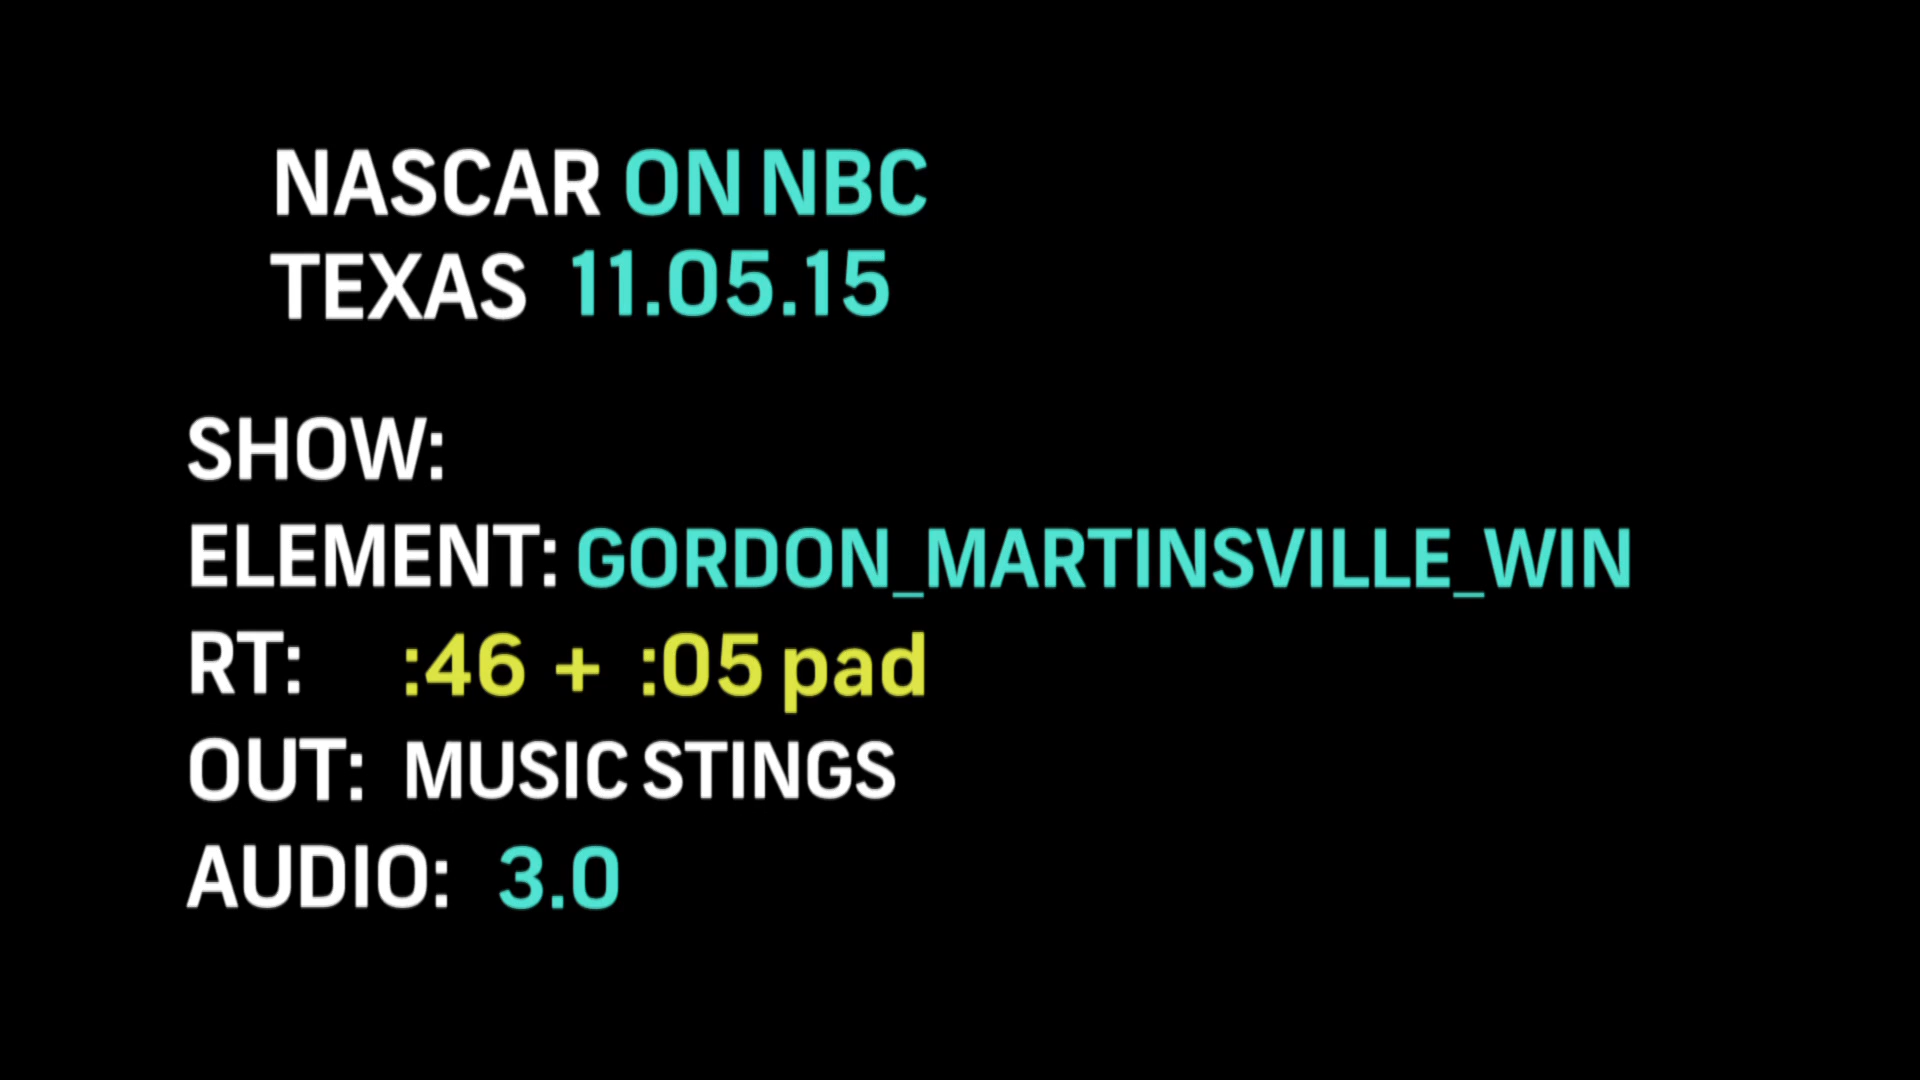 NASCAR ON NBC
TEXAS 11.05.15
SHOW:
ELEMENT: GORDON_MARTINSVILLE_WIN
RT: :46 + :05 pad
OUT: MUSIC STINGS
AUDIO: 3.0